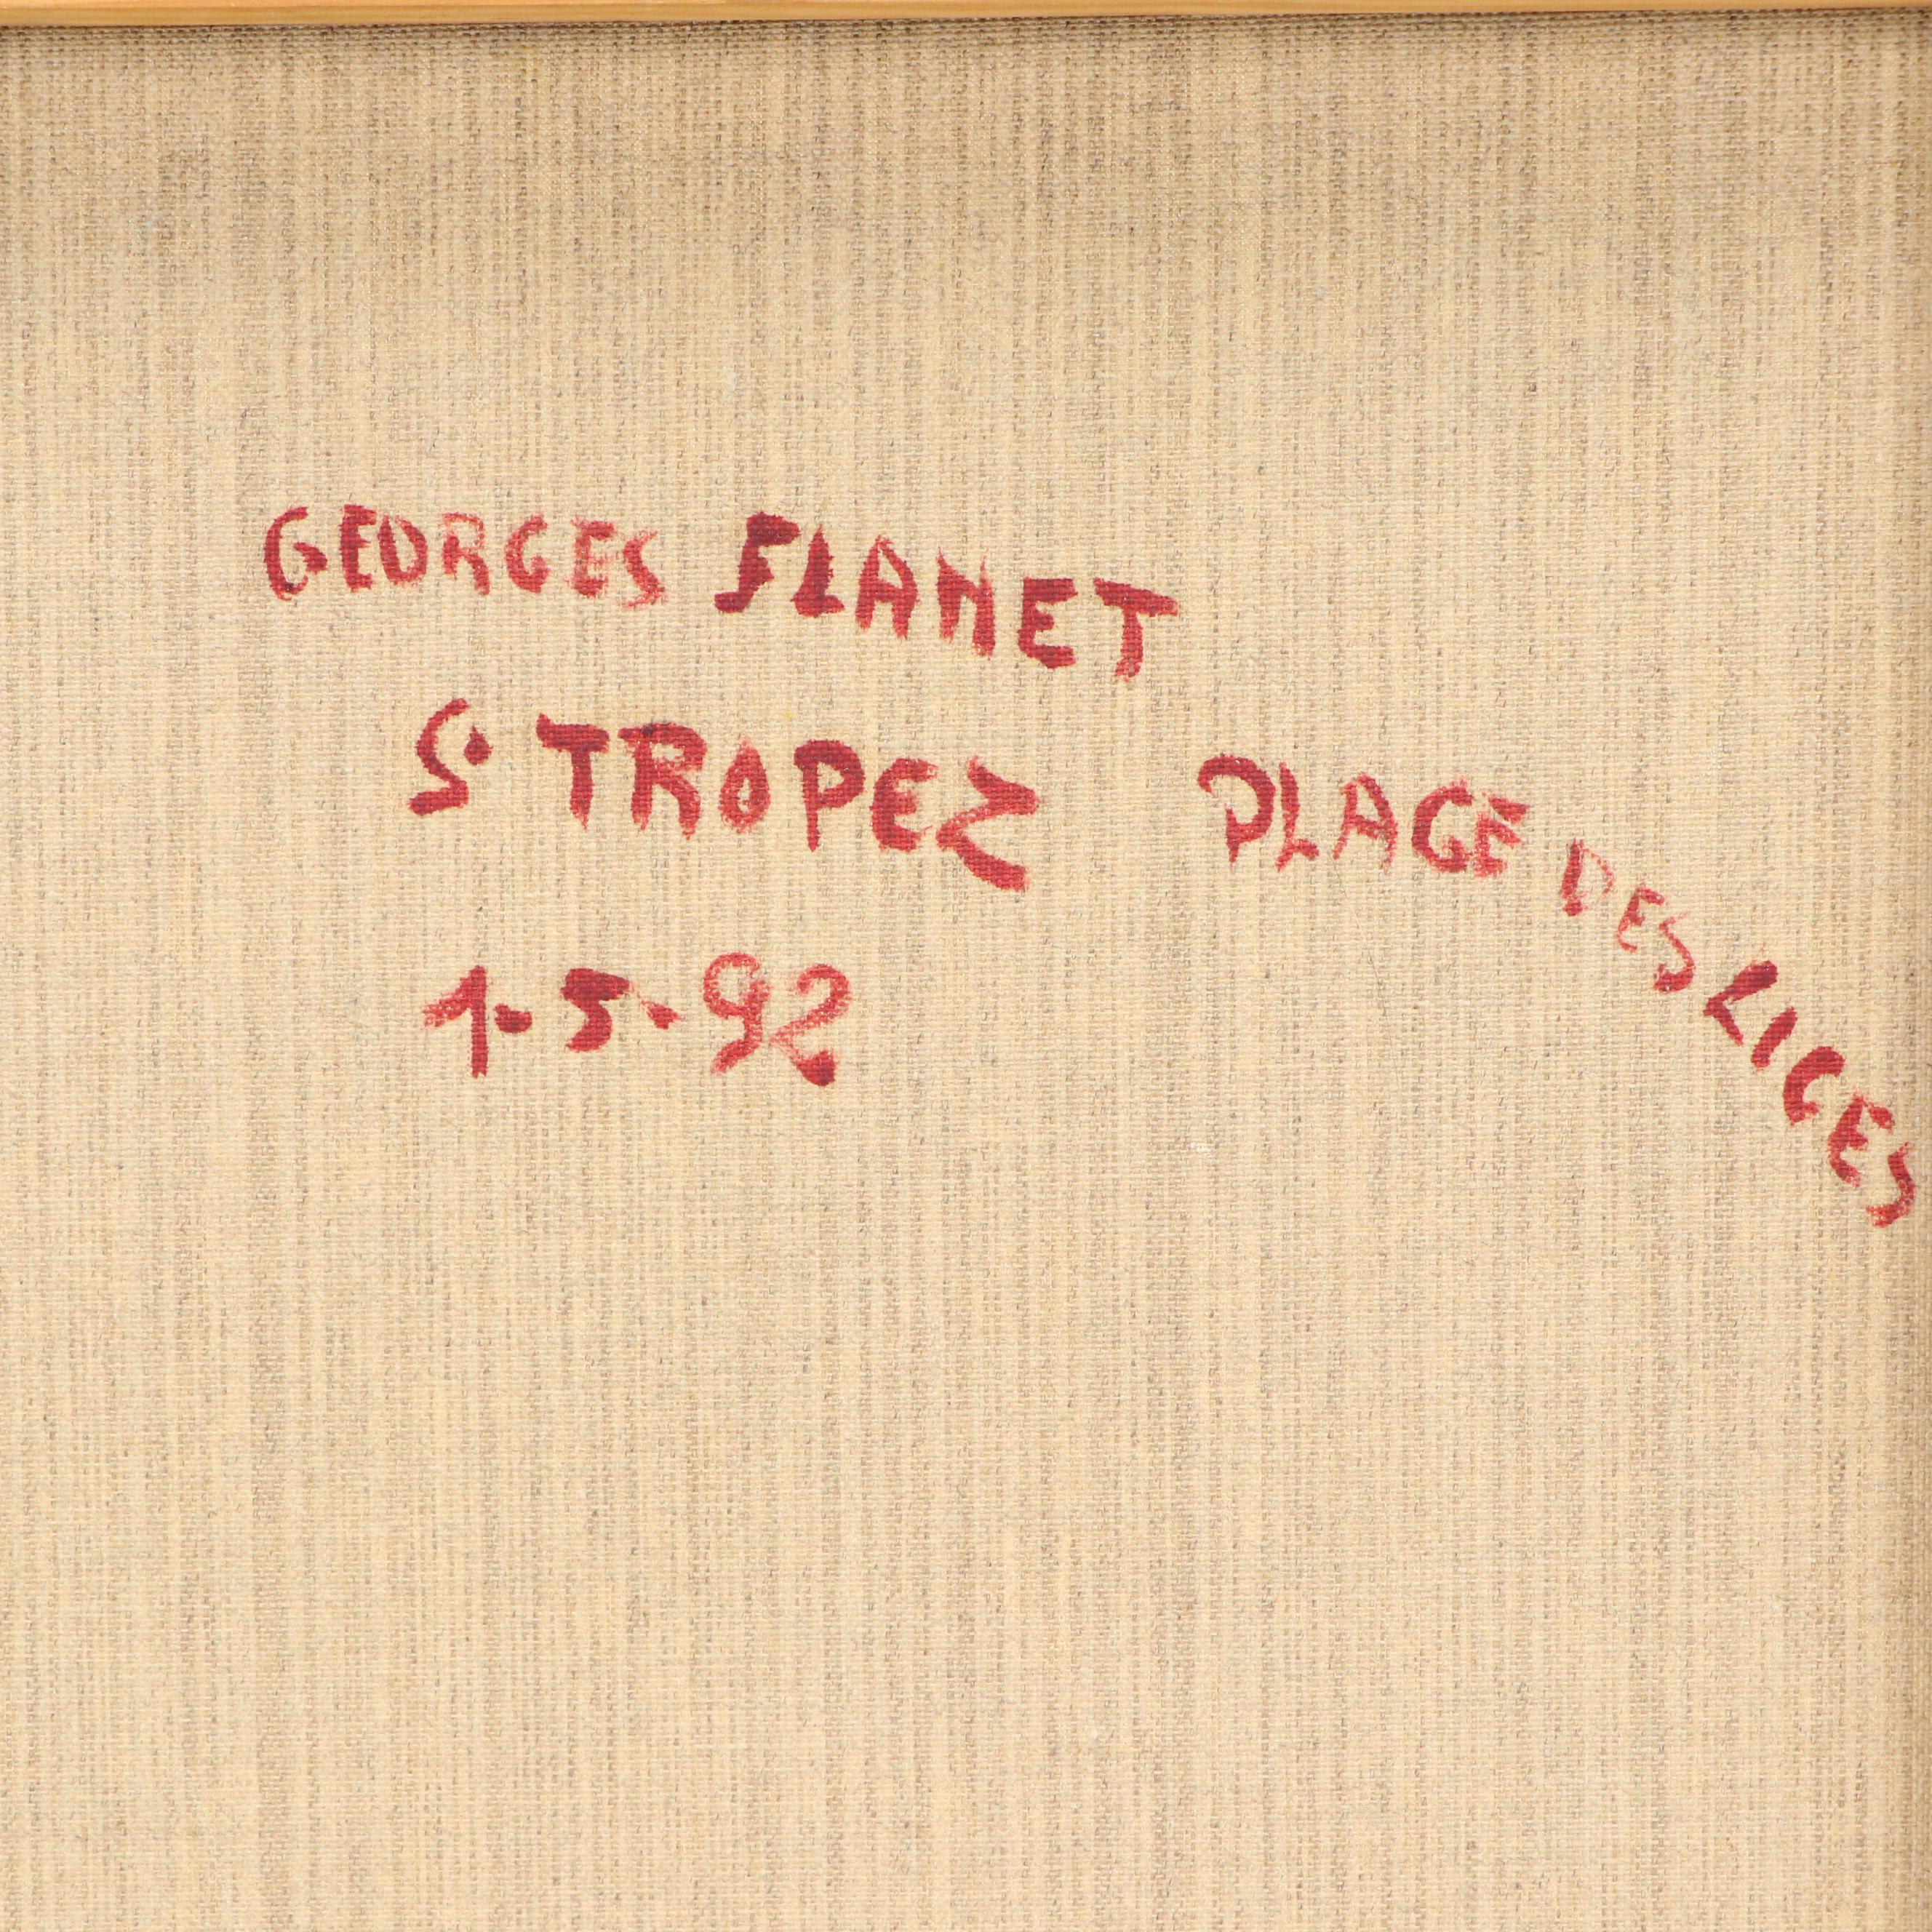 GEORGES FLANET
S. TROPEZ PLAGE DES LICES
1-5-92